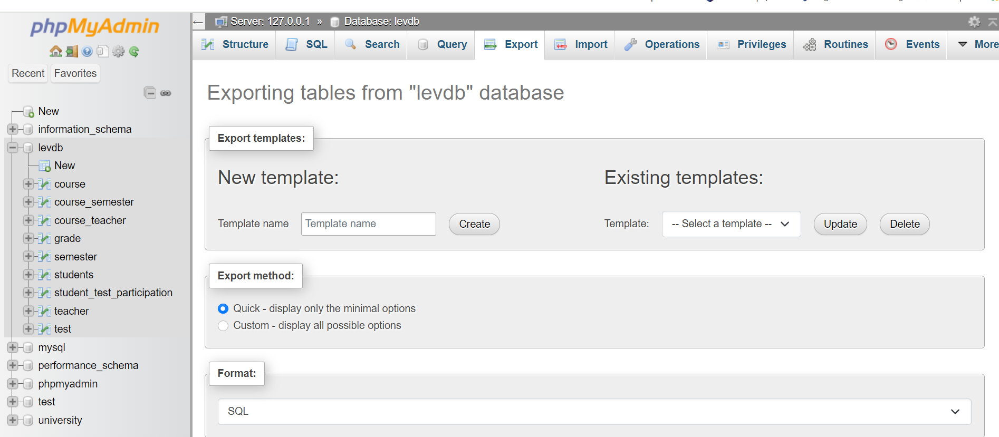 phpMyAdmin
Server: 127.0.0.1 » Database: levdb
Structure SQL Search Query Export Import Operations Privileges Routines Events More
Recent Favorites
New
information_schema
levdb
New
course
course_semester
course_teacher
grade
semester
students
student_test_participation
teacher
test
mysql
performance_schema
phpmyadmin
test
university
Exporting tables from "levdb" database
Export templates:
New template:
Template name Template name Create
Existing templates:
Template: -- Select a template -- Update Delete
Export method:
Quick - display only the minimal options
Custom - display all possible options
Format:
SQL